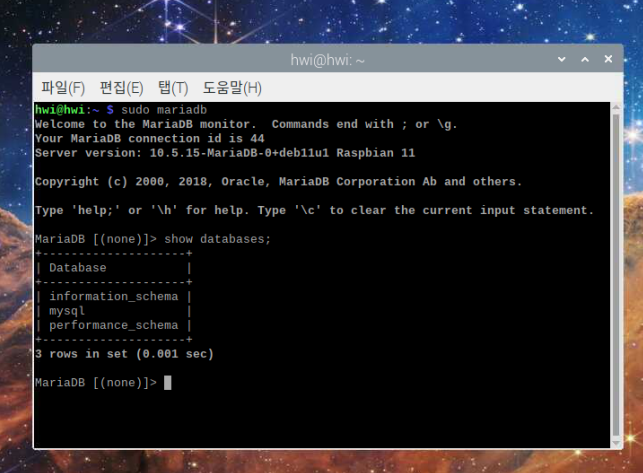 hwi@hwi: ~
파일(F) 편집(E) 탭(T) 도움말(H)
hwi@hwi:~ $ sudo mariadb
Welcome to the MariaDB monitor.  Commands end with ; or \g.
Your MariaDB connection id is 44
Server version: 10.5.15-MariaDB-0+deb11u1 Raspbian 11
Copyright (c) 2000, 2018, Oracle, MariaDB Corporation Ab and others.
Type 'help;' or '\h' for help. Type '\c' to clear the current input statement.
MariaDB [(none)]> show databases;
+--------------------+
| Database           |
+--------------------+
| information_schema |
| mysql              |
| performance_schema |
+--------------------+
3 rows in set (0.001 sec)
MariaDB [(none)]>